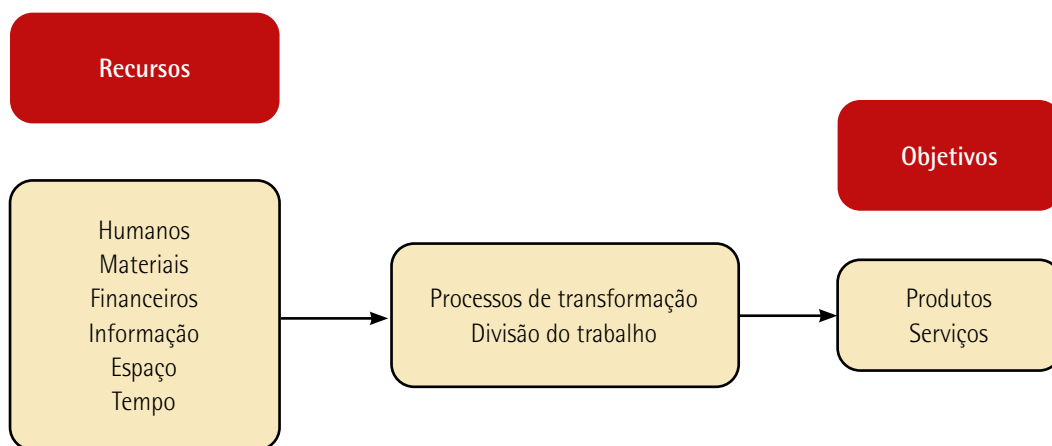 Recursos
Humanos
Materiais
Financeiros
Informação
Espaço
Tempo
Processos de transformação
Divisão do trabalho
Objetivos
Produtos
Serviços